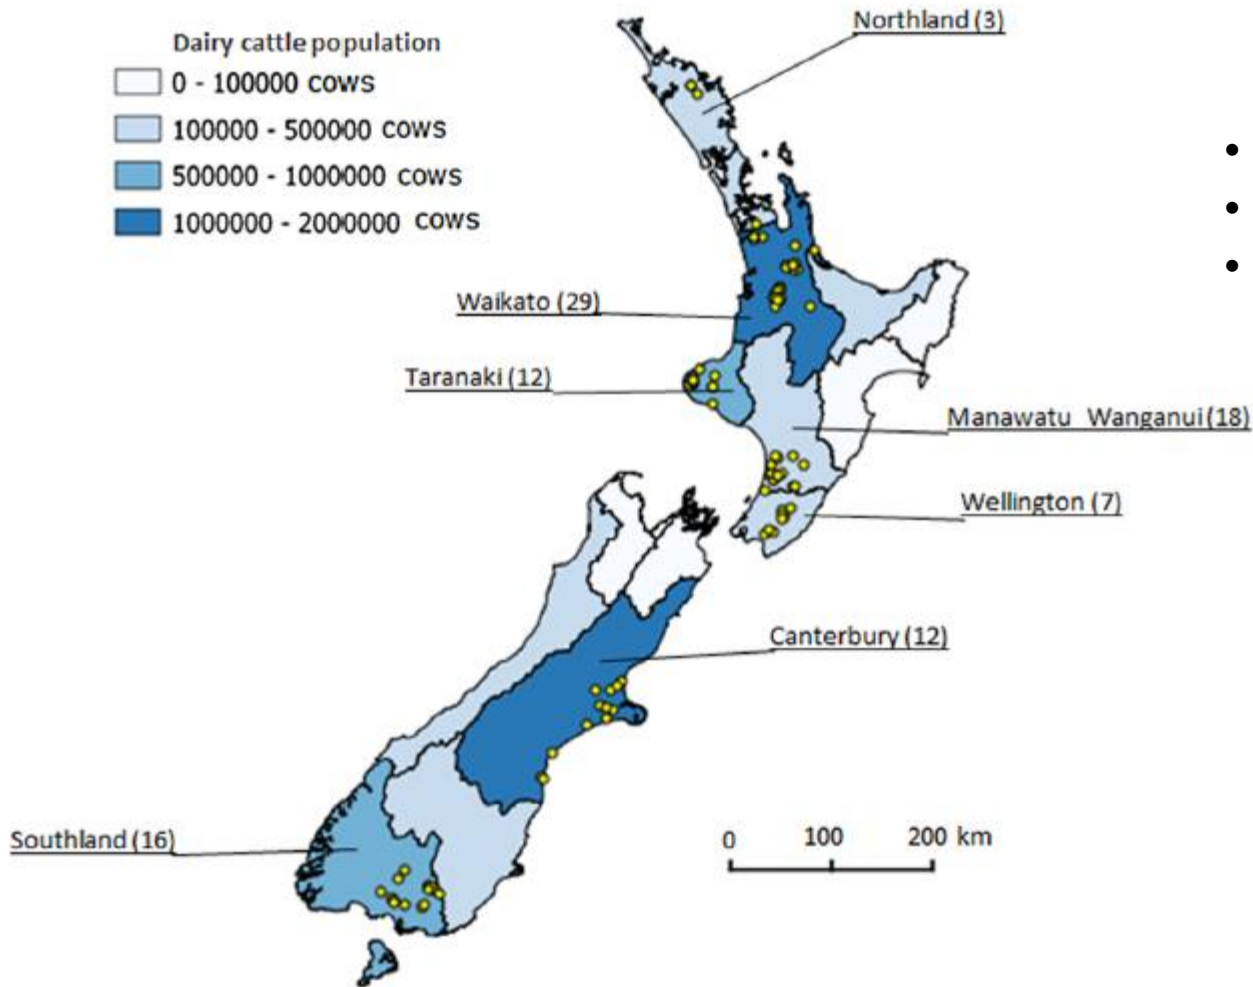 Dairy cattle population
0 - 100000 cows
100000 - 500000 cows
500000 - 1000000 cows
1000000 - 2000000 cows
Northland (3)
Waikato (29)
Taranaki (12)
Manawatu Wanganui (18)
Wellington (7)
Canterbury (12)
Southland (16)
0 100 200 km